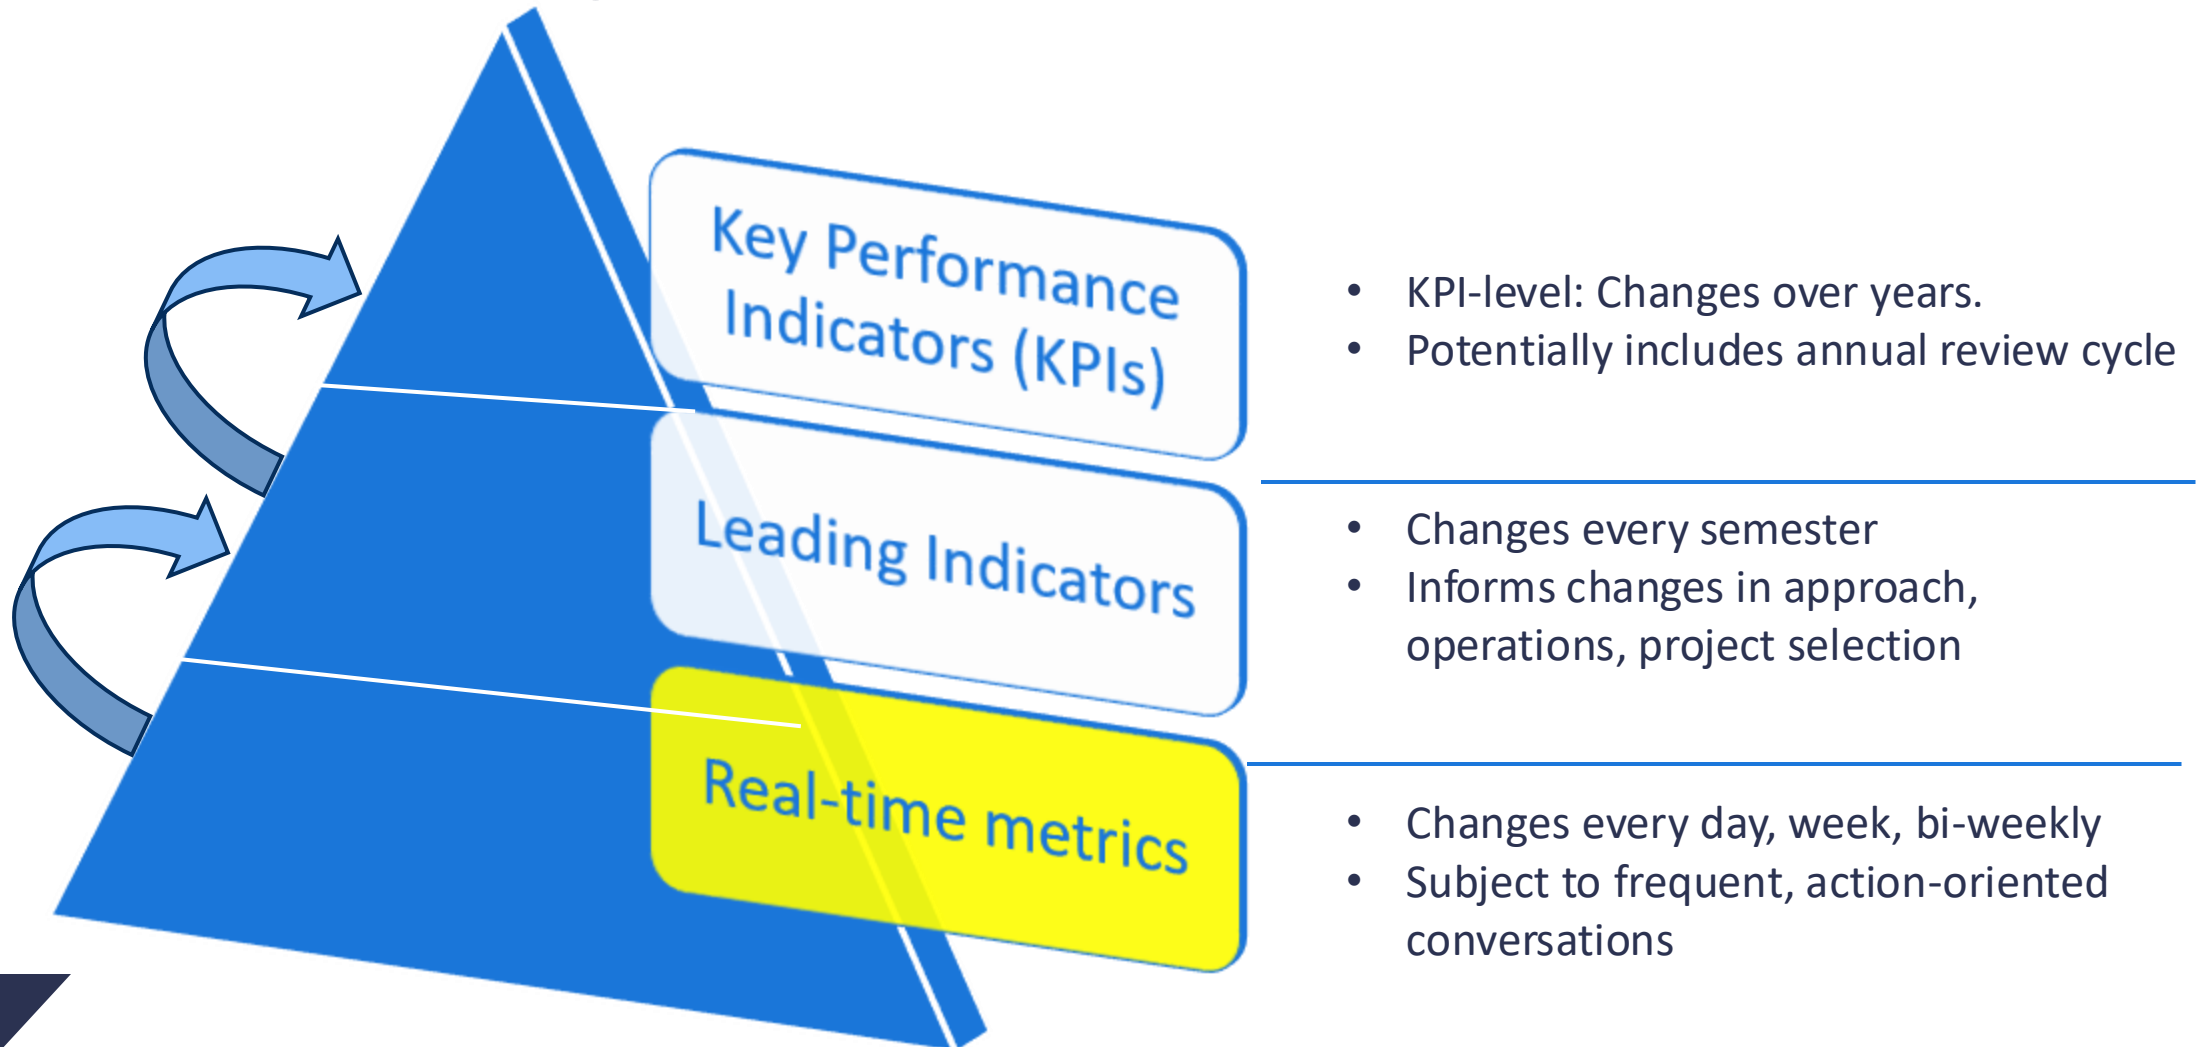 Key Performance
Indicators (KPIs)
• KPI-level: Changes over years.
• Potentially includes annual review cycle
Leading Indicators
• Changes every semester
• Informs changes in approach,
operations, project selection
Real-time metrics
• Changes every day, week, bi-weekly
• Subject to frequent, action-oriented
conversations